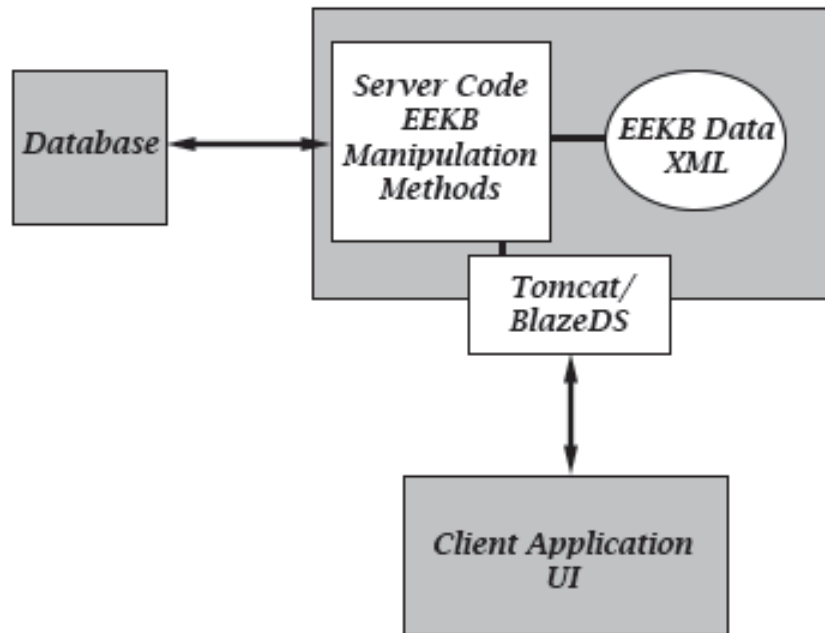 Database
Server Code
EEKB
Manipulation
Methods
EEKB Data
XML
Tomcat/
BlazeDS
Client Application
UI